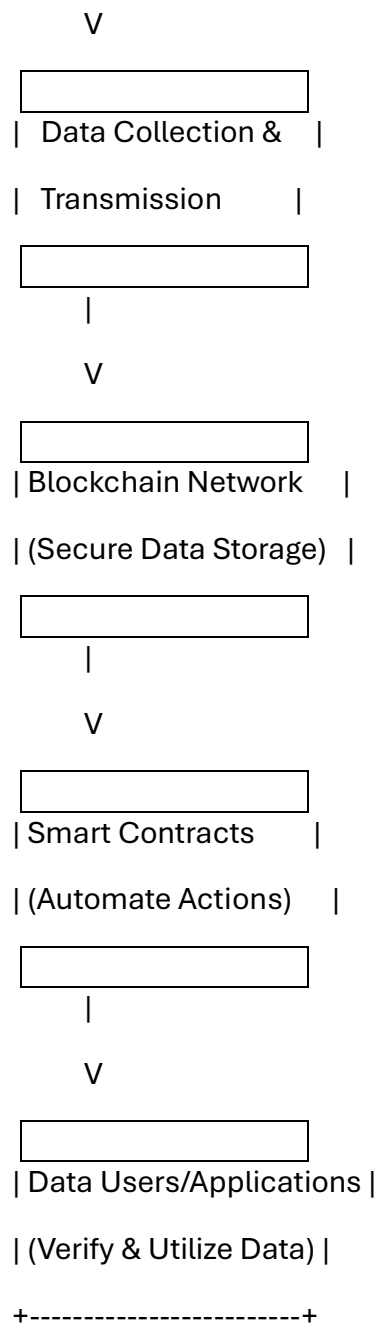 V
| Data Collection & |
| Transmission |
|
V
| Blockchain Network |
| (Secure Data Storage) |
|
V
| Smart Contracts |
| (Automate Actions) |
|
V
| Data Users/Applications |
| (Verify & Utilize Data) |
+-------------------------+